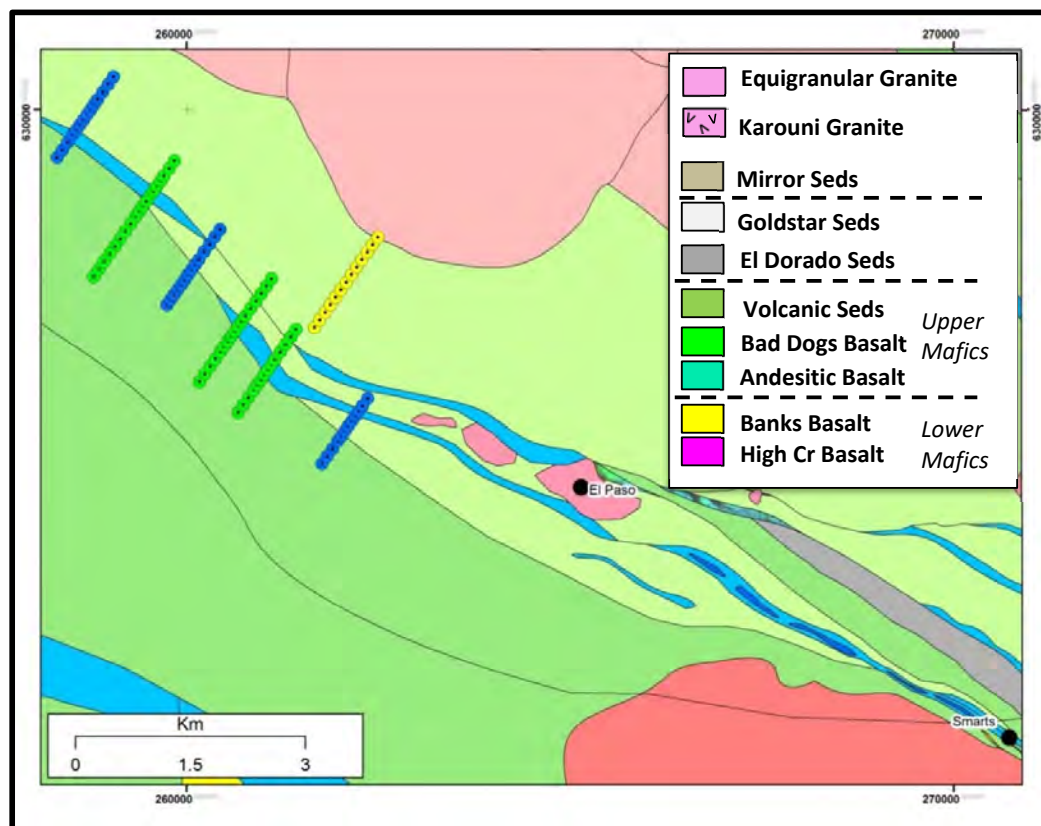 260000
270000
630000
630000
Equigranular Granite
Karouni Granite
Mirror Seds
Goldstar Seds
El Dorado Seds
Volcanic Seds
Upper
Mafics
Bad Dogs Basalt
Andesitic Basalt
Banks Basalt
Lower
Mafics
High Cr Basalt
El Paso
Smarts
Km
0
1.5
3
260000
270000